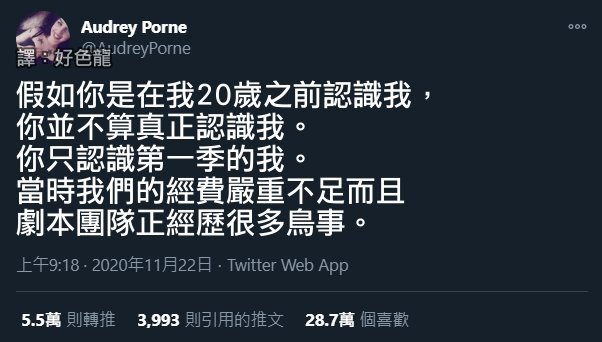 Audrey Porne
@AudreyPorne
譯：好色龍
假如你是在我20歲之前認識我，
你並不算真正認識我。
你只認識第一季的我。
當時我們的經費嚴重不足而且
劇本團隊正經歷很多鳥事。
上午9:18 · 2020年11月22日 · Twitter Web App
5.5萬 則轉推 3,993 則引用的推文 28.7萬 個喜歡